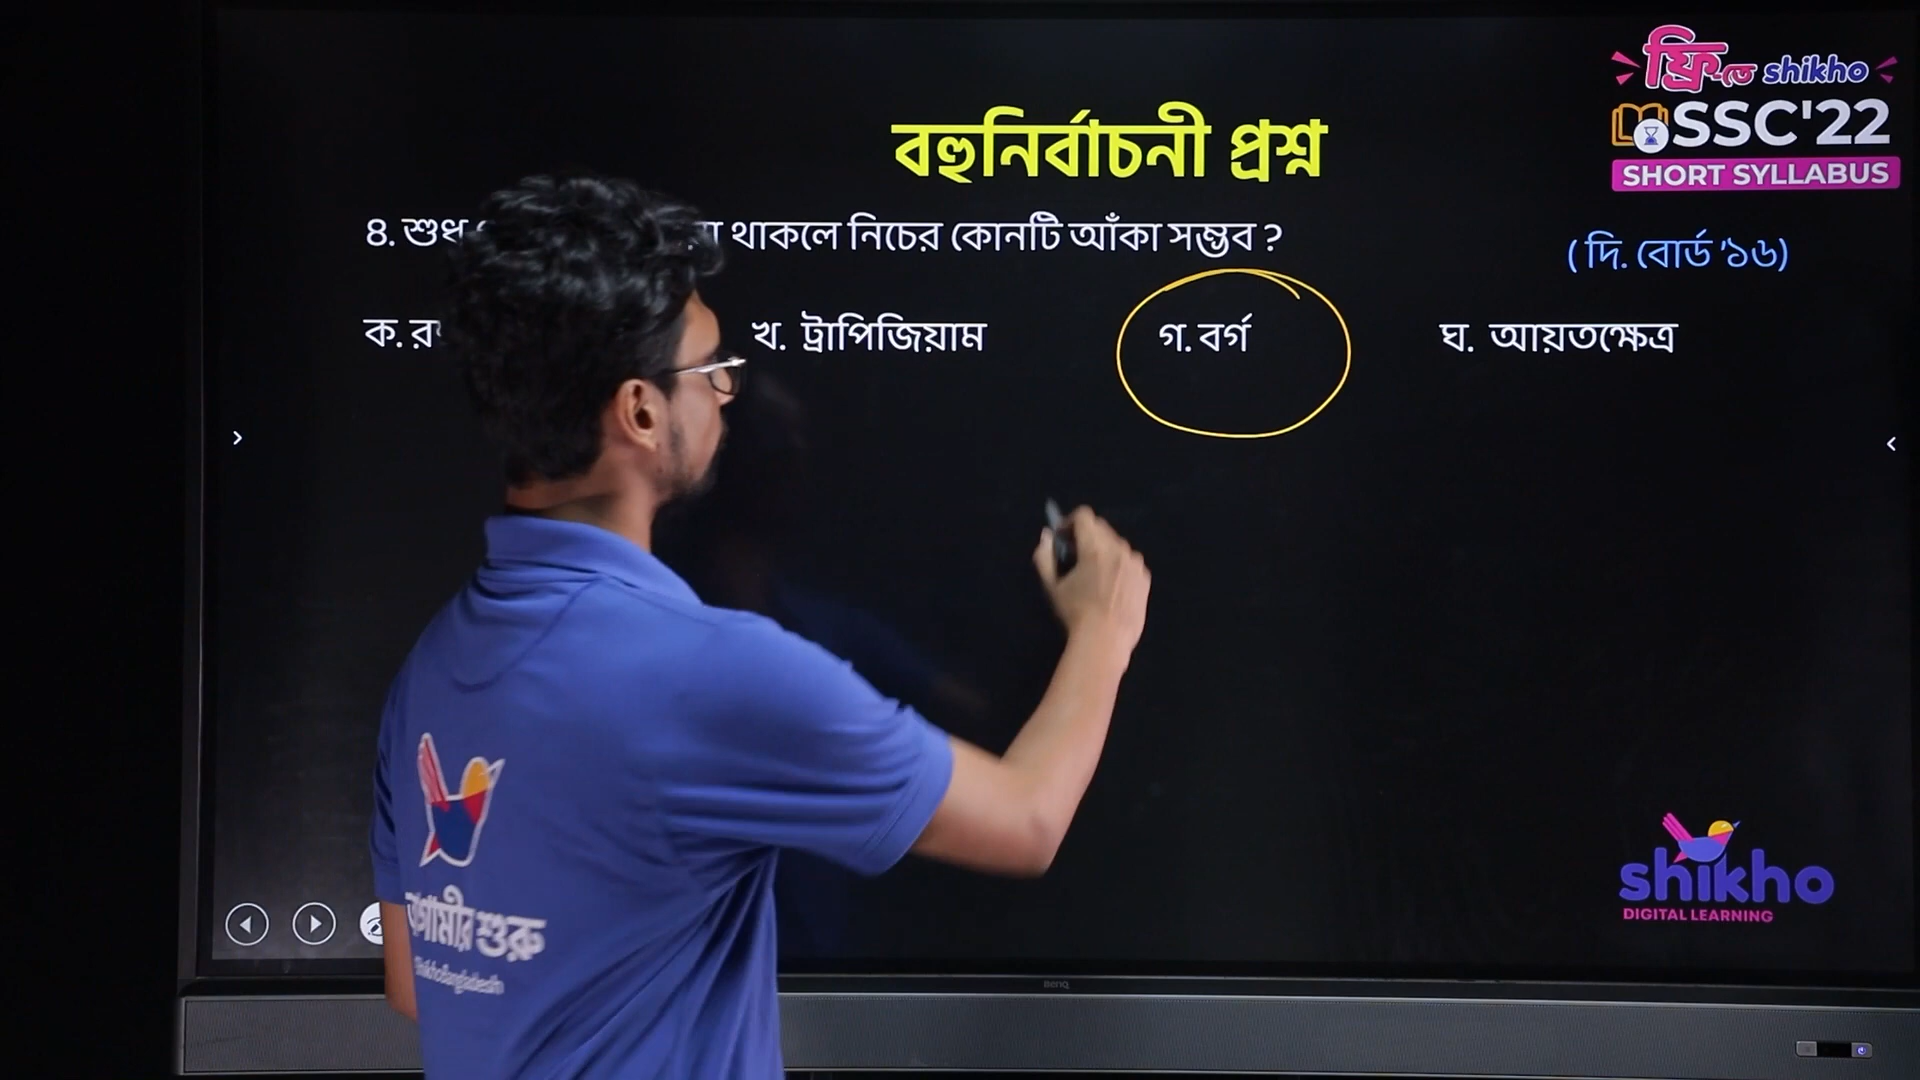 ফ্রি-তে shikho
SSC'22
SHORT SYLLABUS
বহুনির্বাচনী প্রশ্ন
৪. থাকলে নিচের কোনটি আঁকা সম্ভব ?
( দি. বোর্ড '১৬)
ক. খ. ট্রাপিজিয়াম গ. বর্গ ঘ. আয়তক্ষেত্র
shikho
DIGITAL LEARNING
শুরু
BenQ